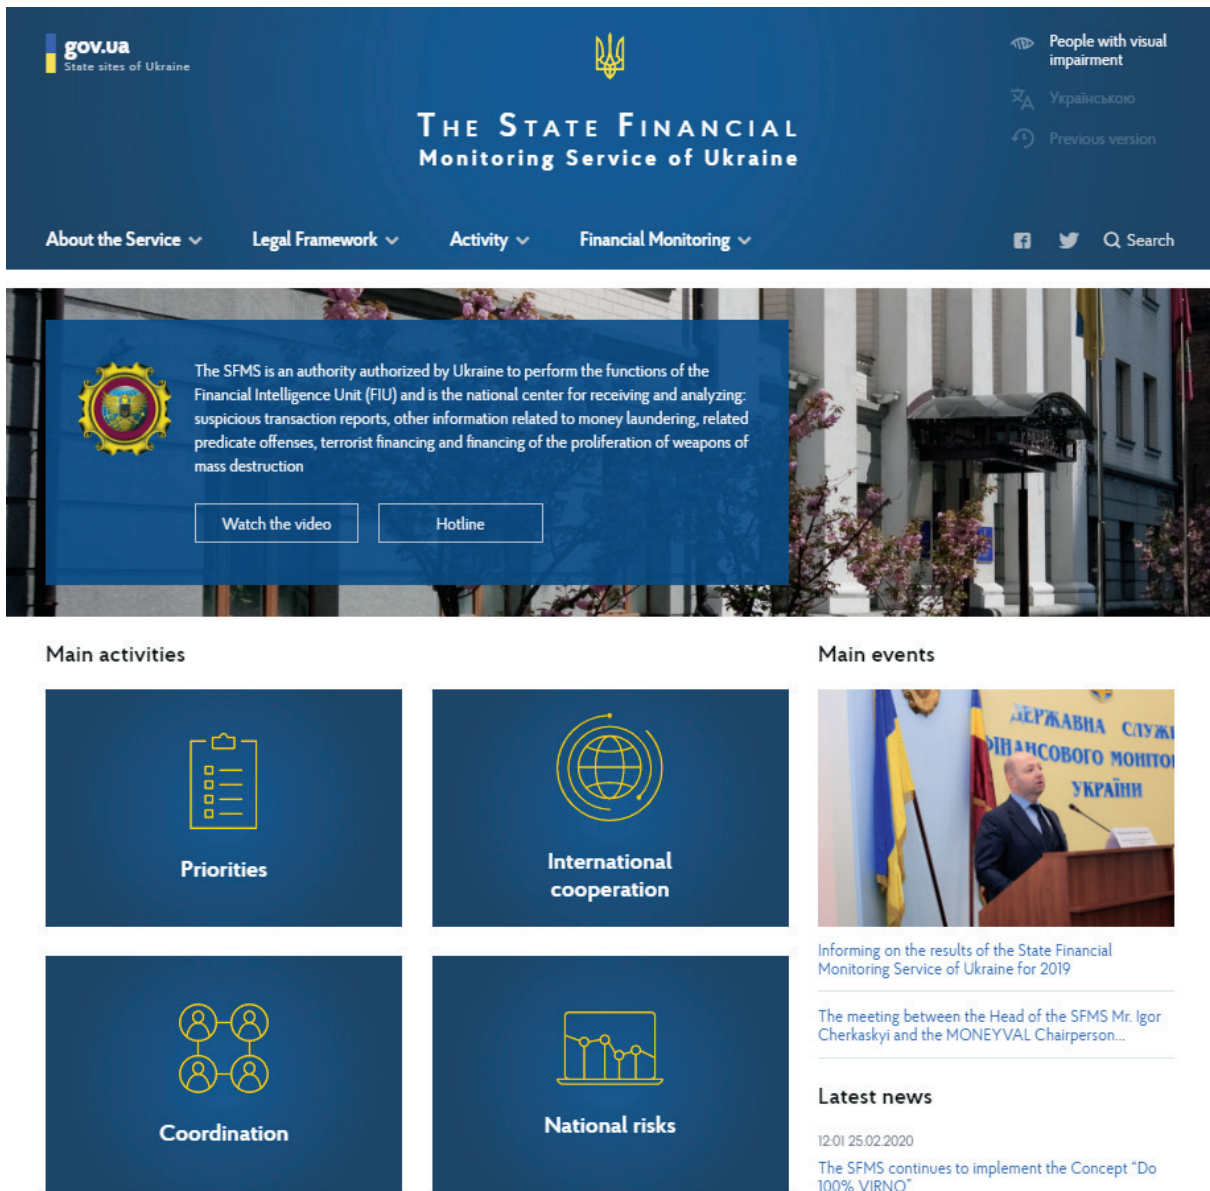 gov.ua
State sites of Ukraine
THE STATE FINANCIAL
Monitoring Service of Ukraine
People with visual
impairment
Українською
Previous version
About the Service
Legal Framework
Activity
Financial Monitoring
Search
The SFMS is an authority authorized by Ukraine to perform the functions of the
Financial Intelligence Unit (FIU) and is the national center for receiving and analyzing:
suspicious transaction reports, other information related to money laundering, related
predicate offenses, terrorist financing and financing of the proliferation of weapons of
mass destruction
Watch the video
Hotline
Main activities
Priorities
International
cooperation
Coordination
National risks
Main events
ДЕРЖАВНА СЛУЖ
ФІНАНСОВОГО МОНІТО
УКРАЇНИ
Informing on the results of the State Financial
Monitoring Service of Ukraine for 2019
The meeting between the Head of the SFMS Mr. Igor
Cherkaskyi and the MONEYVAL Chairperson...
Latest news
12:01 25.02.2020
The SFMS continues to implement the Concept “Do
100% VIRNO”